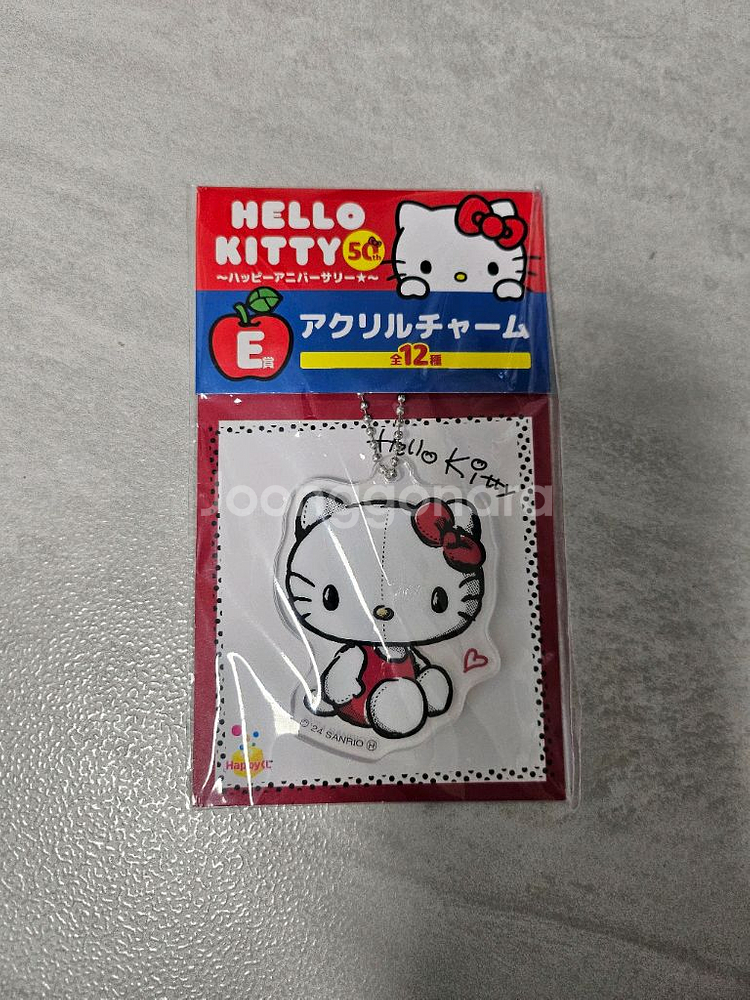 HELLO
KITTY 50th
～ハッピーアニバーサリー★～
E賞
アクリルチャーム
全12種
Hello Kitty
joonggonara
© '24 SANRIO Ⓗ
Happyくじ